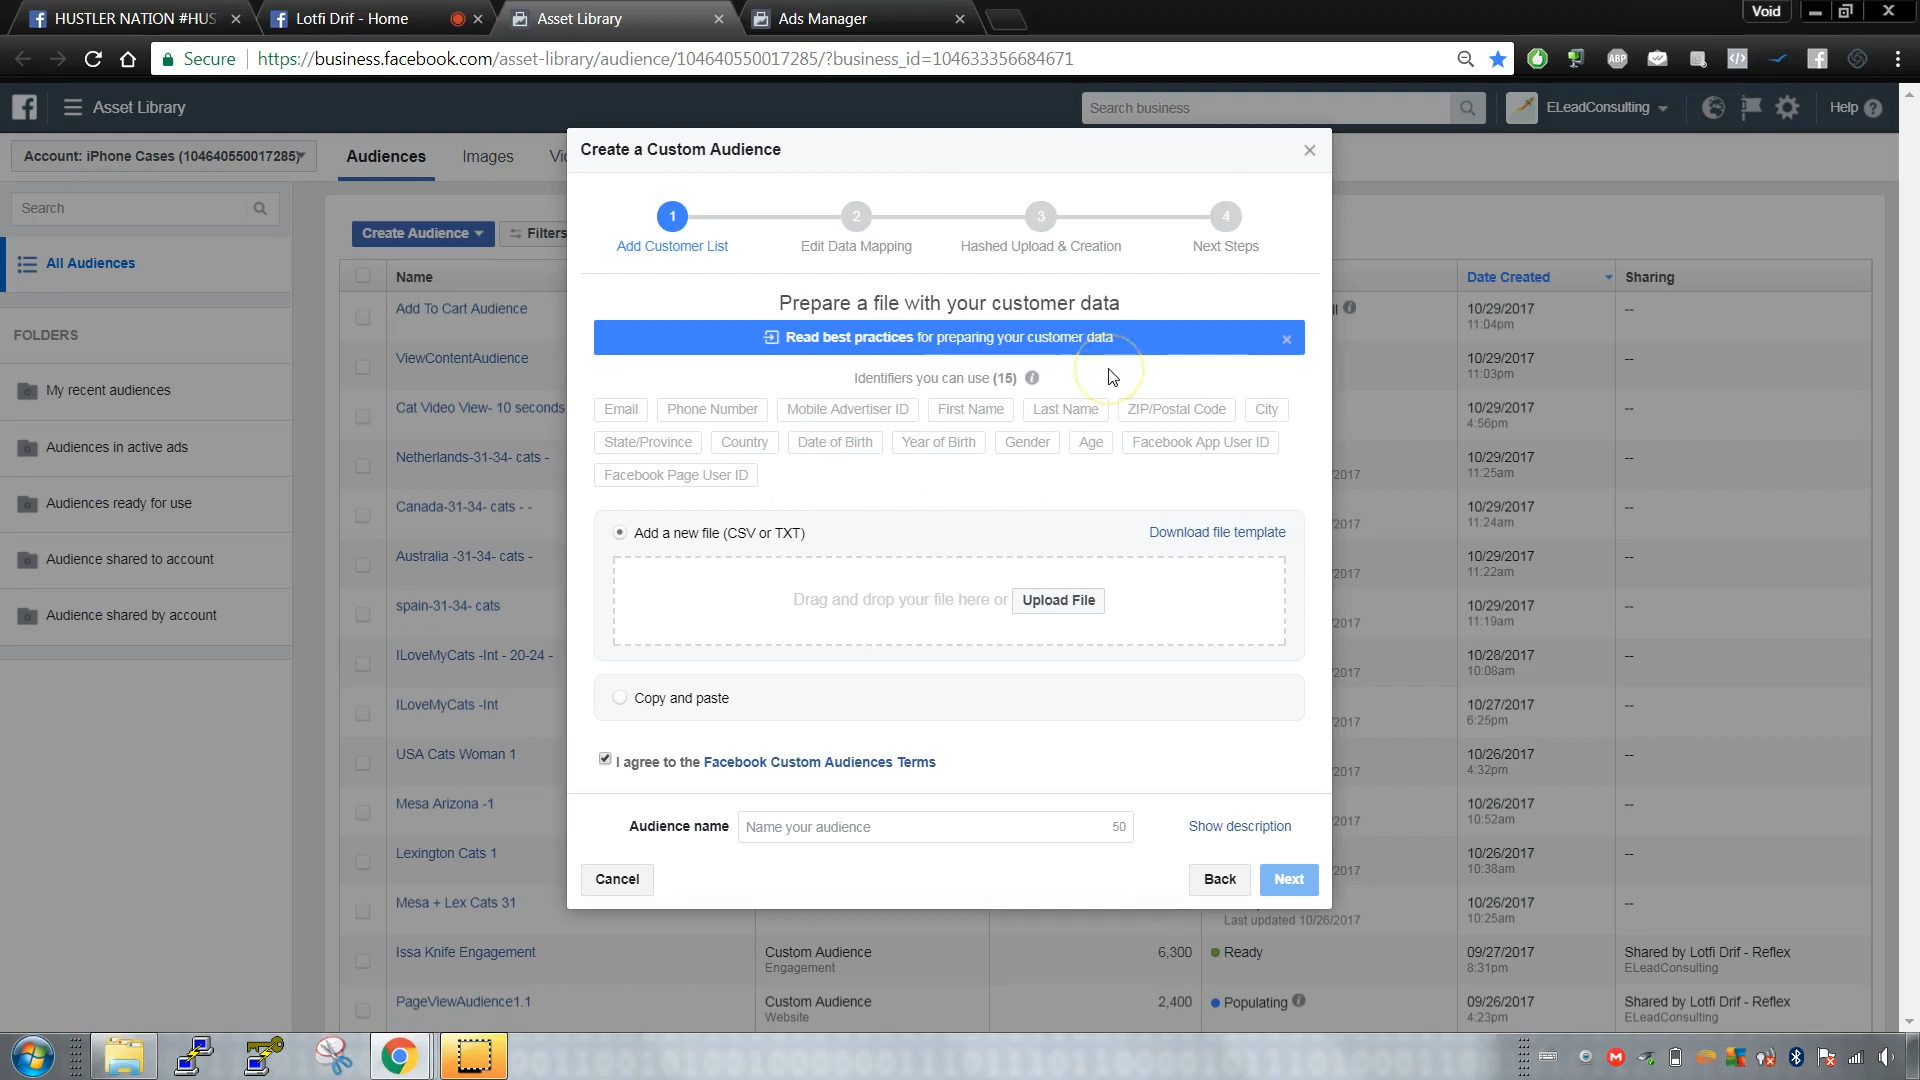 HUSTLER NATION #HUS
Lotfi Drif - Home
Asset Library
Ads Manager
Void
Secure
https://business.facebook.com/asset-library/audience/104640550017285/?business_id=104633356684671
Asset Library
Search business
ELeadConsulting
Help
Account: iPhone Cases (104640550017285)
Audiences
Images
Create a Custom Audience
Search
1
2
3
4
Add Customer List
Edit Data Mapping
Hashed Upload & Creation
Next Steps
Create Audience
Filters
All Audiences
Name
Date Created
Sharing
Prepare a file with your customer data
Add To Cart Audience
10/29/2017
11:04pm
--
FOLDERS
Read best practices for preparing your customer data
ViewContentAudience
10/29/2017
11:03pm
--
Identifiers you can use (15)
My recent audiences
Email
Phone Number
Mobile Advertiser ID
First Name
Last Name
ZIP/Postal Code
City
Cat Video View- 10 seconds
10/29/2017
4:56pm
--
Audiences in active ads
State/Province
Country
Date of Birth
Year of Birth
Gender
Age
Facebook App User ID
Netherlands-31-34- cats -
10/29/2017
11:25am
--
2017
Facebook Page User ID
Audiences ready for use
Canada-31-34- cats - -
10/29/2017
11:24am
--
2017
Add a new file (CSV or TXT)
Download file template
Audience shared to account
Australia -31-34- cats -
10/29/2017
11:22am
--
2017
Drag and drop your file here or
Upload File
Audience shared by account
spain-31-34- cats
10/29/2017
11:19am
--
2017
ILoveMyCats -Int - 20-24 -
10/28/2017
10:08am
--
2017
Copy and paste
ILoveMyCats -Int
10/27/2017
6:25pm
--
2017
I agree to the Facebook Custom Audiences Terms
USA Cats Woman 1
10/26/2017
4:32pm
--
2017
Mesa Arizona -1
10/26/2017
10:52am
--
2017
Audience name
Name your audience
50
Show description
Lexington Cats 1
10/26/2017
10:38am
--
2017
Cancel
Back
Next
Mesa + Lex Cats 31
Last updated 10/26/2017
10/26/2017
10:25am
--
Issa Knife Engagement
Custom Audience
Engagement
6,300
Ready
09/27/2017
8:31pm
Shared by Lotfi Drif - Reflex
ELeadConsulting
PageViewAudience1.1
Custom Audience
Website
2,400
Populating
09/26/2017
4:23pm
Shared by Lotfi Drif - Reflex
ELeadConsulting